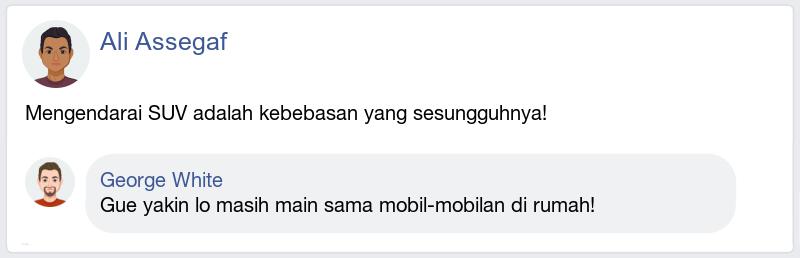 Ali Assegaf
Mengendarai SUV adalah kebebasan yang sesungguhnya!
George White
Gue yakin lo masih main sama mobil-mobilan di rumah!